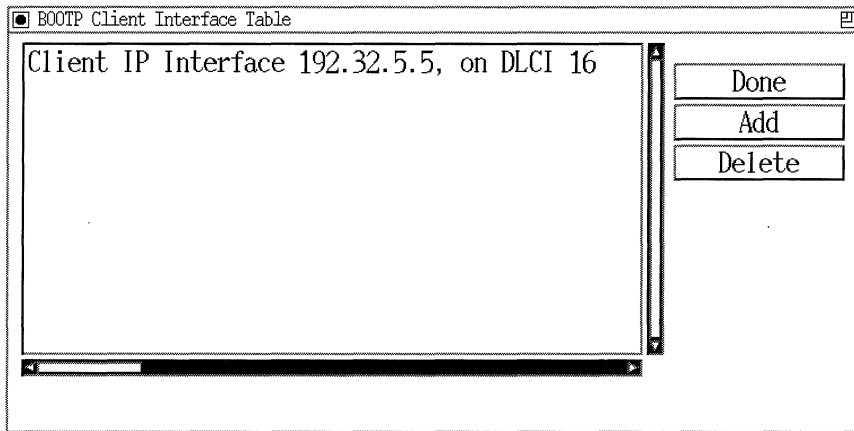 BOOTP Client Interface Table
Client IP Interface 192.32.5.5, on DLCI 16
Done
Add
Delete